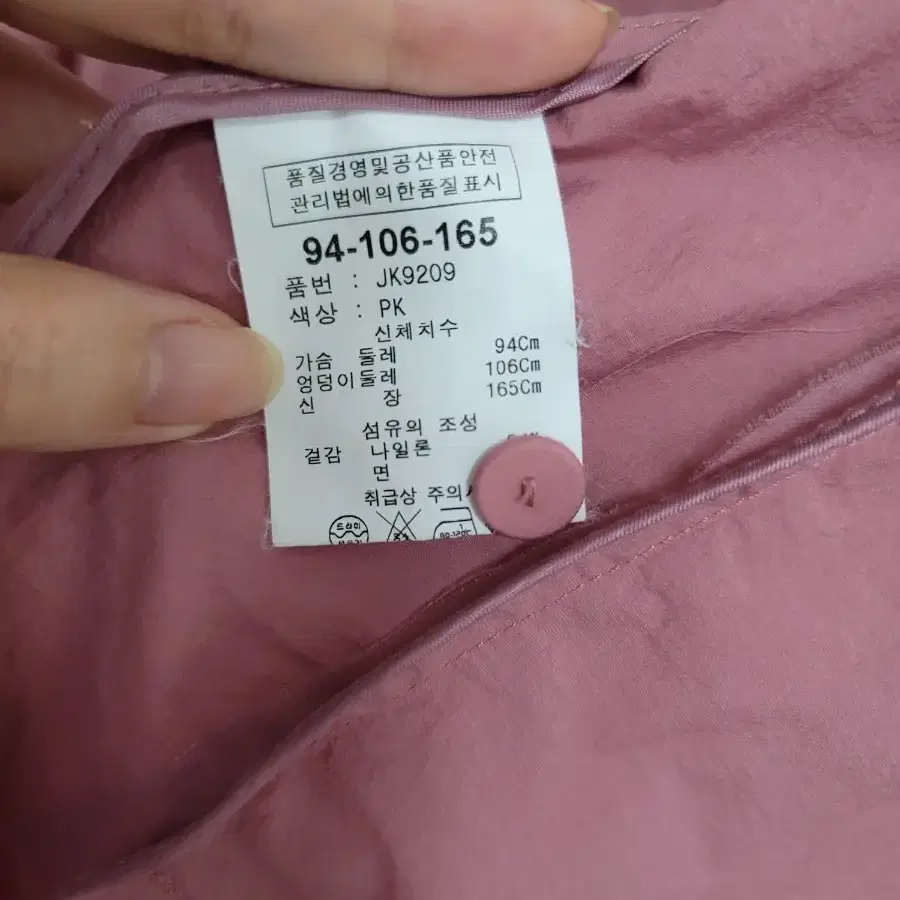 품질경영및공산품안전
관리법에의한품질표시
94-106-165
품번 : JK9209
색상 : PK
신체치수
가슴 둘레 94Cm
엉덩이둘레 106Cm
신 장 165Cm
섬유의 조성
겉감 나일론
면
취급상 주의
드라이